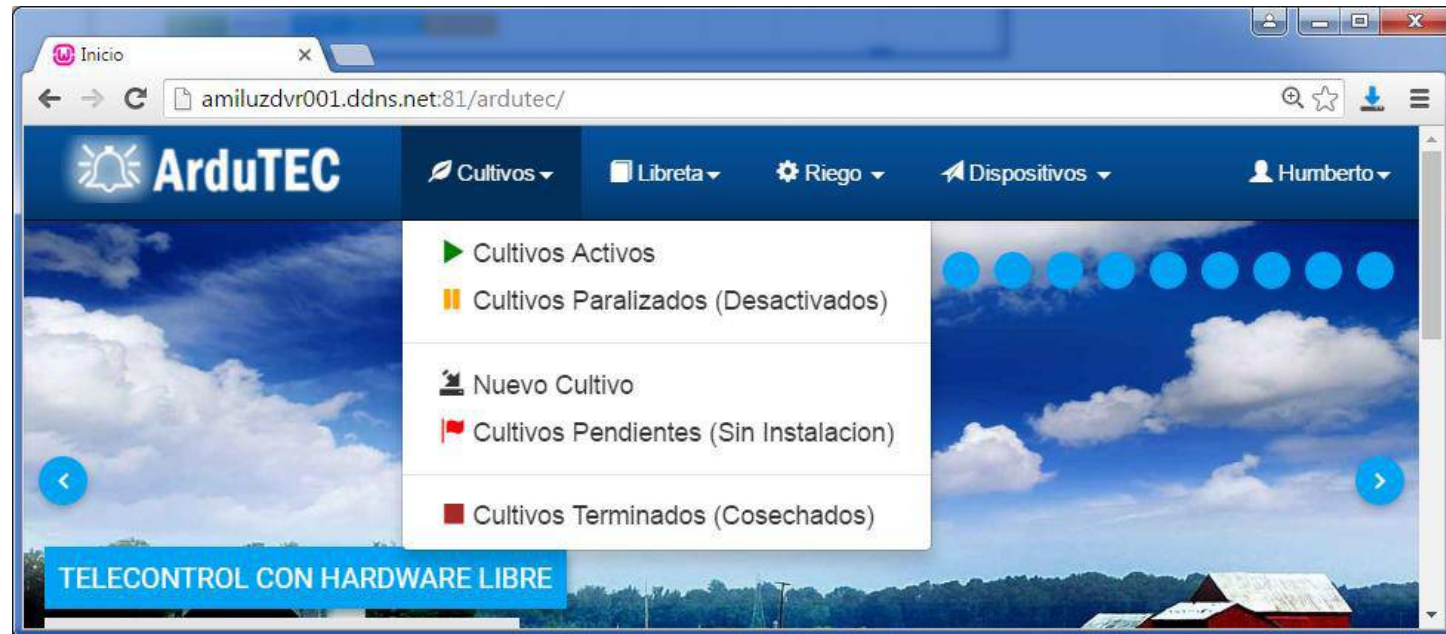 Inicio
amiluzdvr001.ddns.net:81/ardutec/
ArduTEC Cultivos Libreta Riego Dispositivos Humberto
Cultivos Activos
Cultivos Paralizados (Desactivados)
Nuevo Cultivo
Cultivos Pendientes (Sin Instalacion)
Cultivos Terminados (Cosechados)
TELECONTROL CON HARDWARE LIBRE